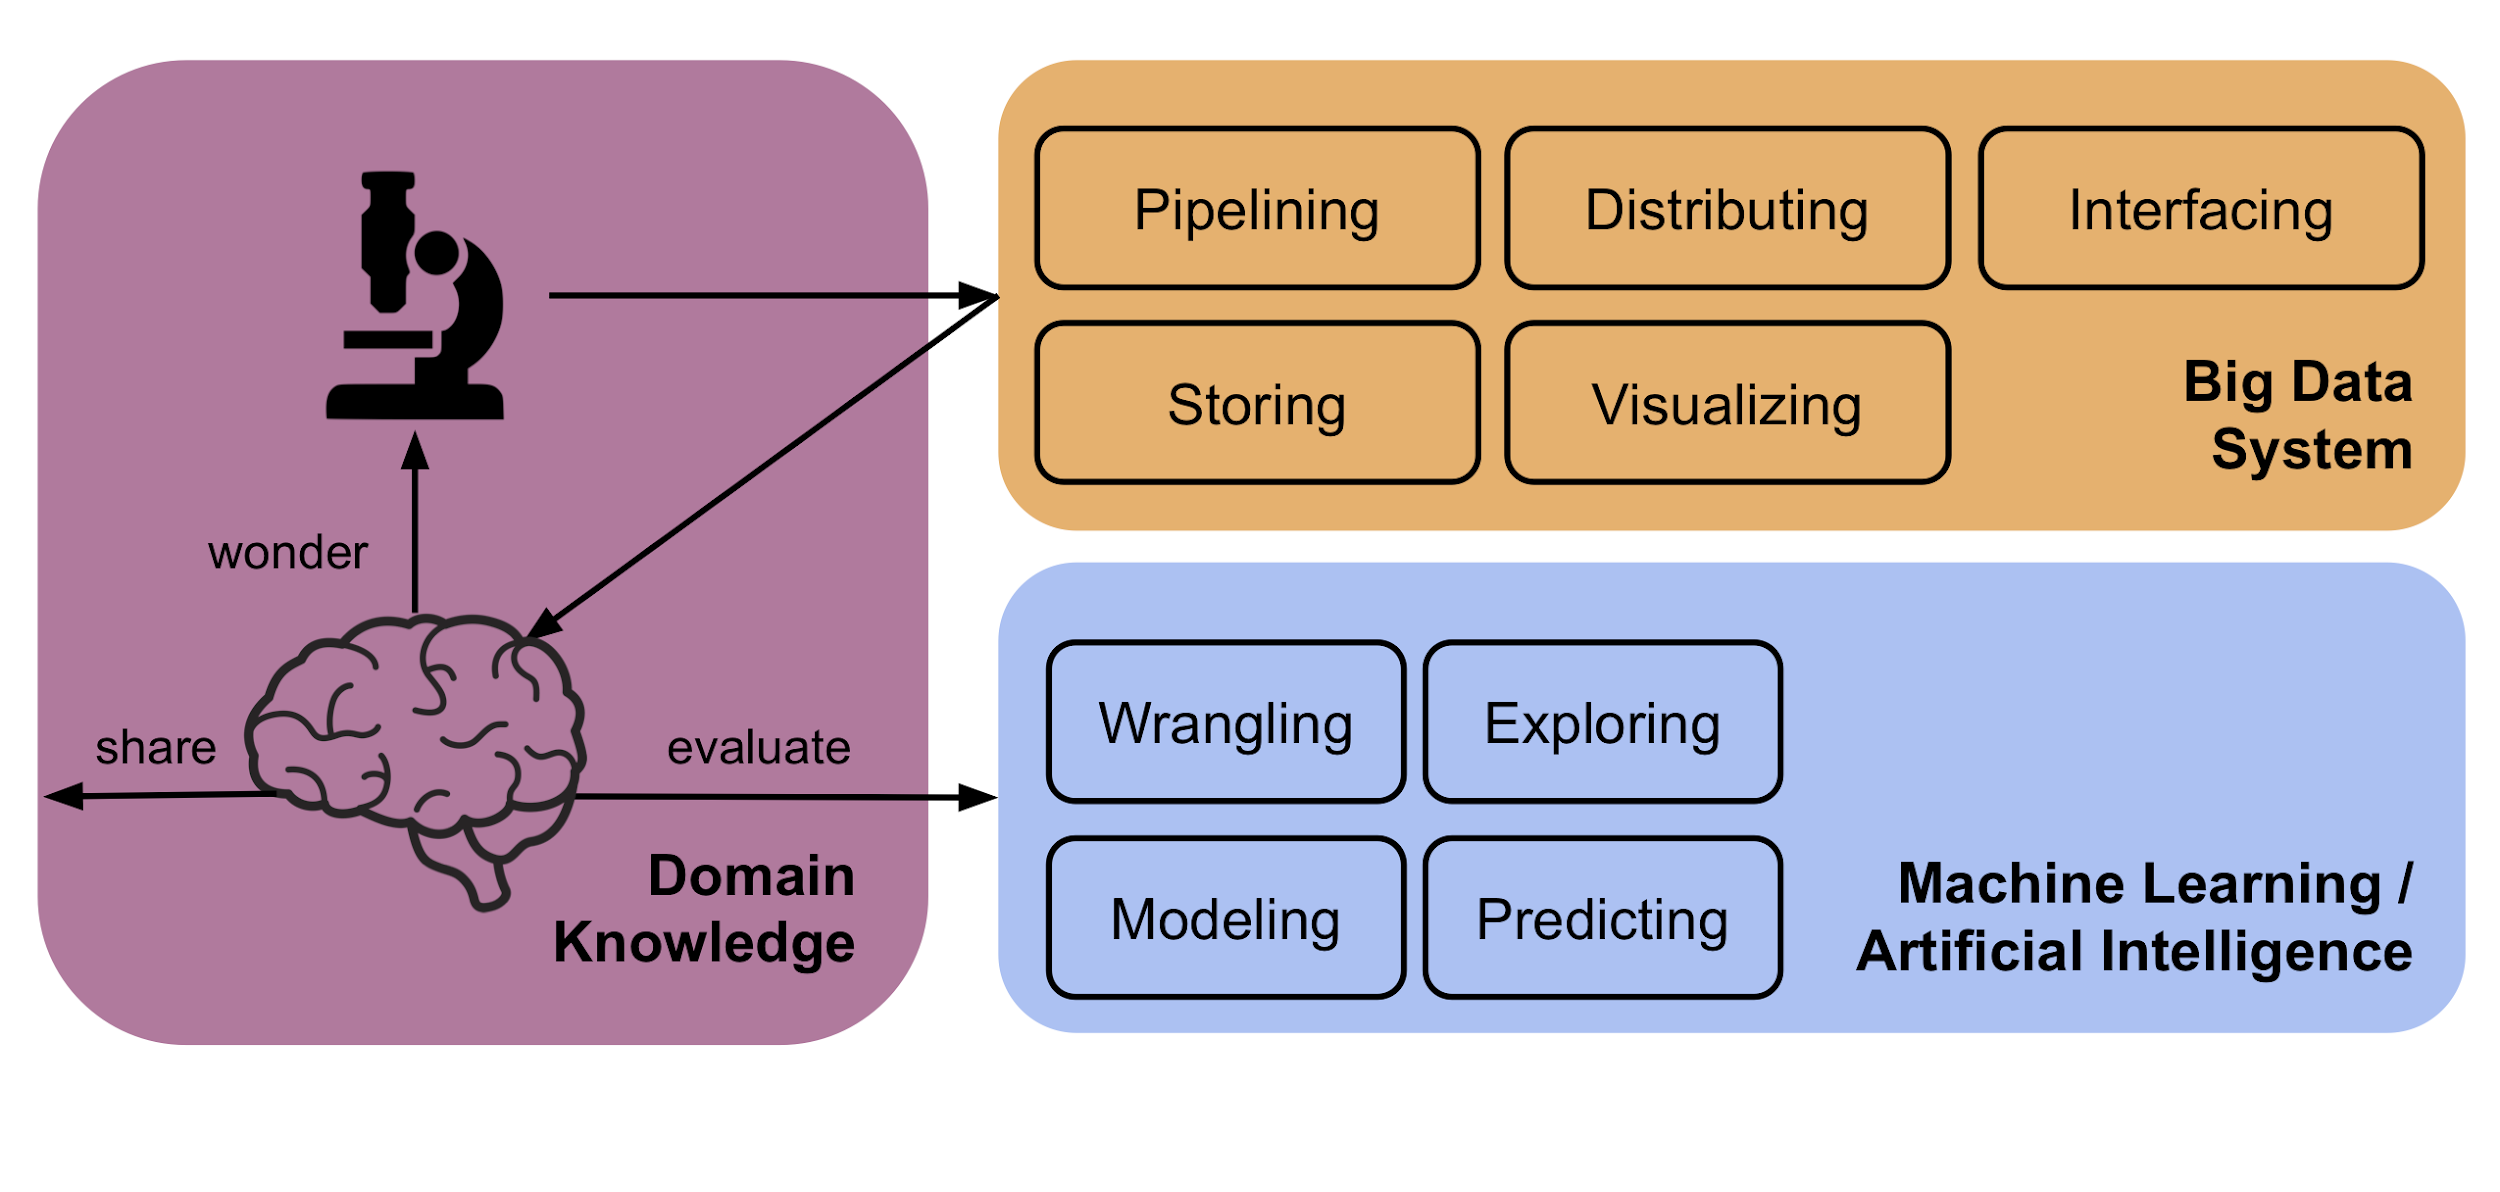 wonder
share
evaluate
Domain
Knowledge
Pipelining
Distributing
Interfacing
Storing
Visualizing
Big Data
System
Wrangling
Exploring
Modeling
Predicting
Machine Learning /
Artificial Intelligence